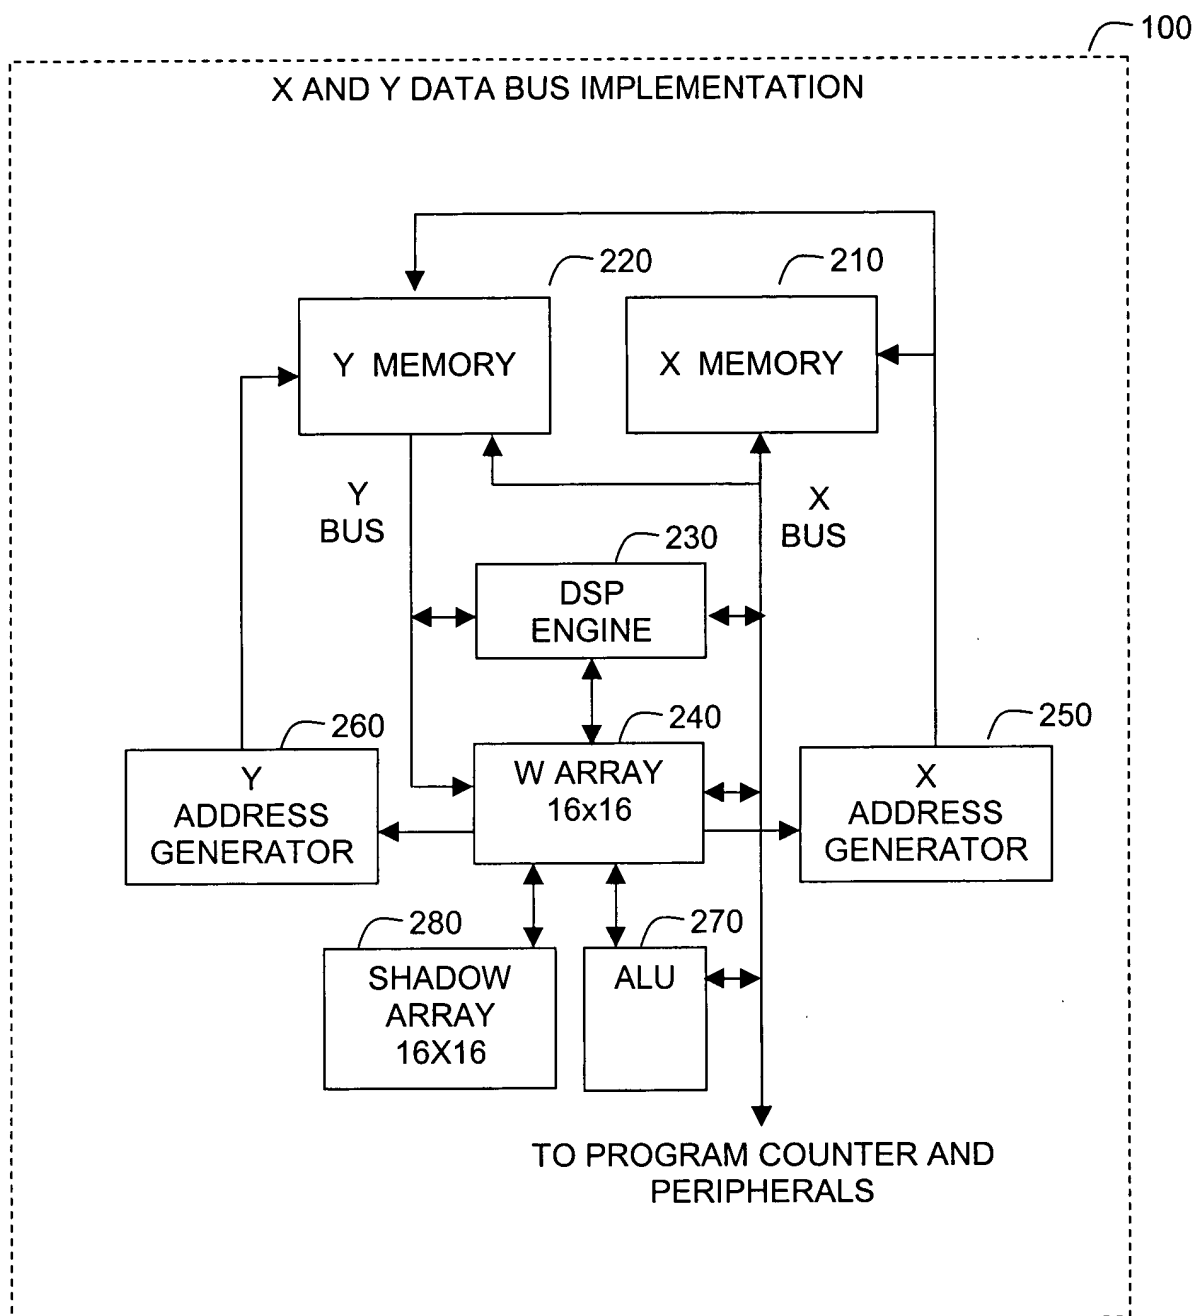 100
X AND Y DATA BUS IMPLEMENTATION
220
210
Y MEMORY
X MEMORY
Y
BUS
X
BUS
230
DSP
ENGINE
260
240
250
Y
ADDRESS
GENERATOR
W ARRAY
16x16
X
ADDRESS
GENERATOR
280
270
SHADOW
ARRAY
16X16
ALU
TO PROGRAM COUNTER AND
PERIPHERALS